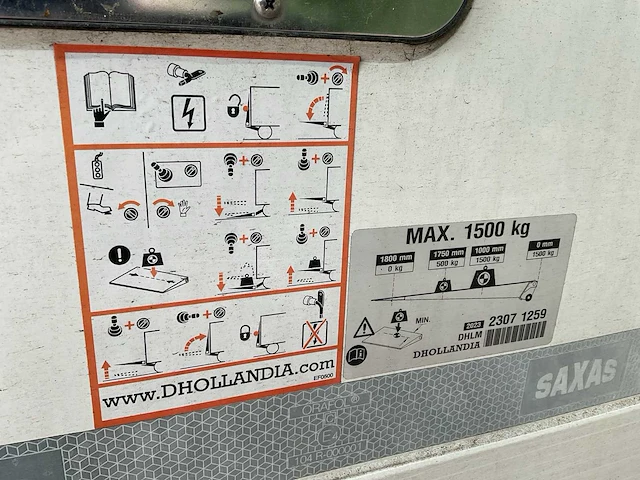 www.DHOLLANDIA.com
EF0500
MAX. 1500 kg
1800 mm
0 kg
1750 mm
500 kg
1000 mm
1500 kg
0 mm
1500 kg
MIN.
DHLM 2023 2307 1259
DHOLLANDIA
SAXAS